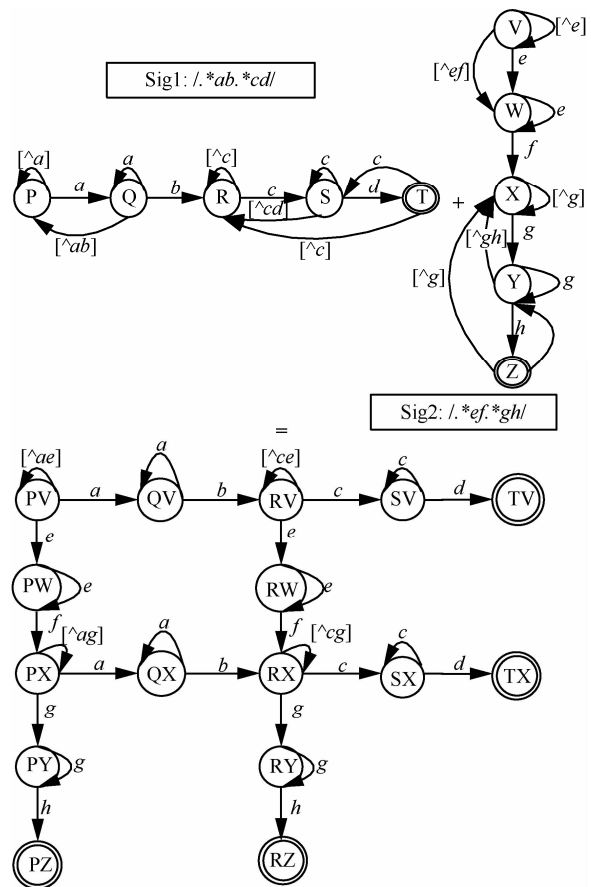 V
[^e]
e
[^ef]
Sig1: /.*ab.*cd/
W
e
f
[^a]
a
[^c]
c
c
P
a
Q
b
R
c
S
d
T
+
X
[^g]
[^cd]
[^ab]
[^c]
[^gh]
g
[^g]
Y
g
h
Z
Sig2: /.*ef.*gh/
=
[^ae]
a
[^ce]
c
PV
a
QV
b
RV
c
SV
d
TV
e
e
PW
e
RW
e
f
[^ag]
a
f
[^cg]
c
PX
a
QX
b
RX
c
SX
d
TX
g
g
PY
g
RY
g
h
h
PZ
RZ